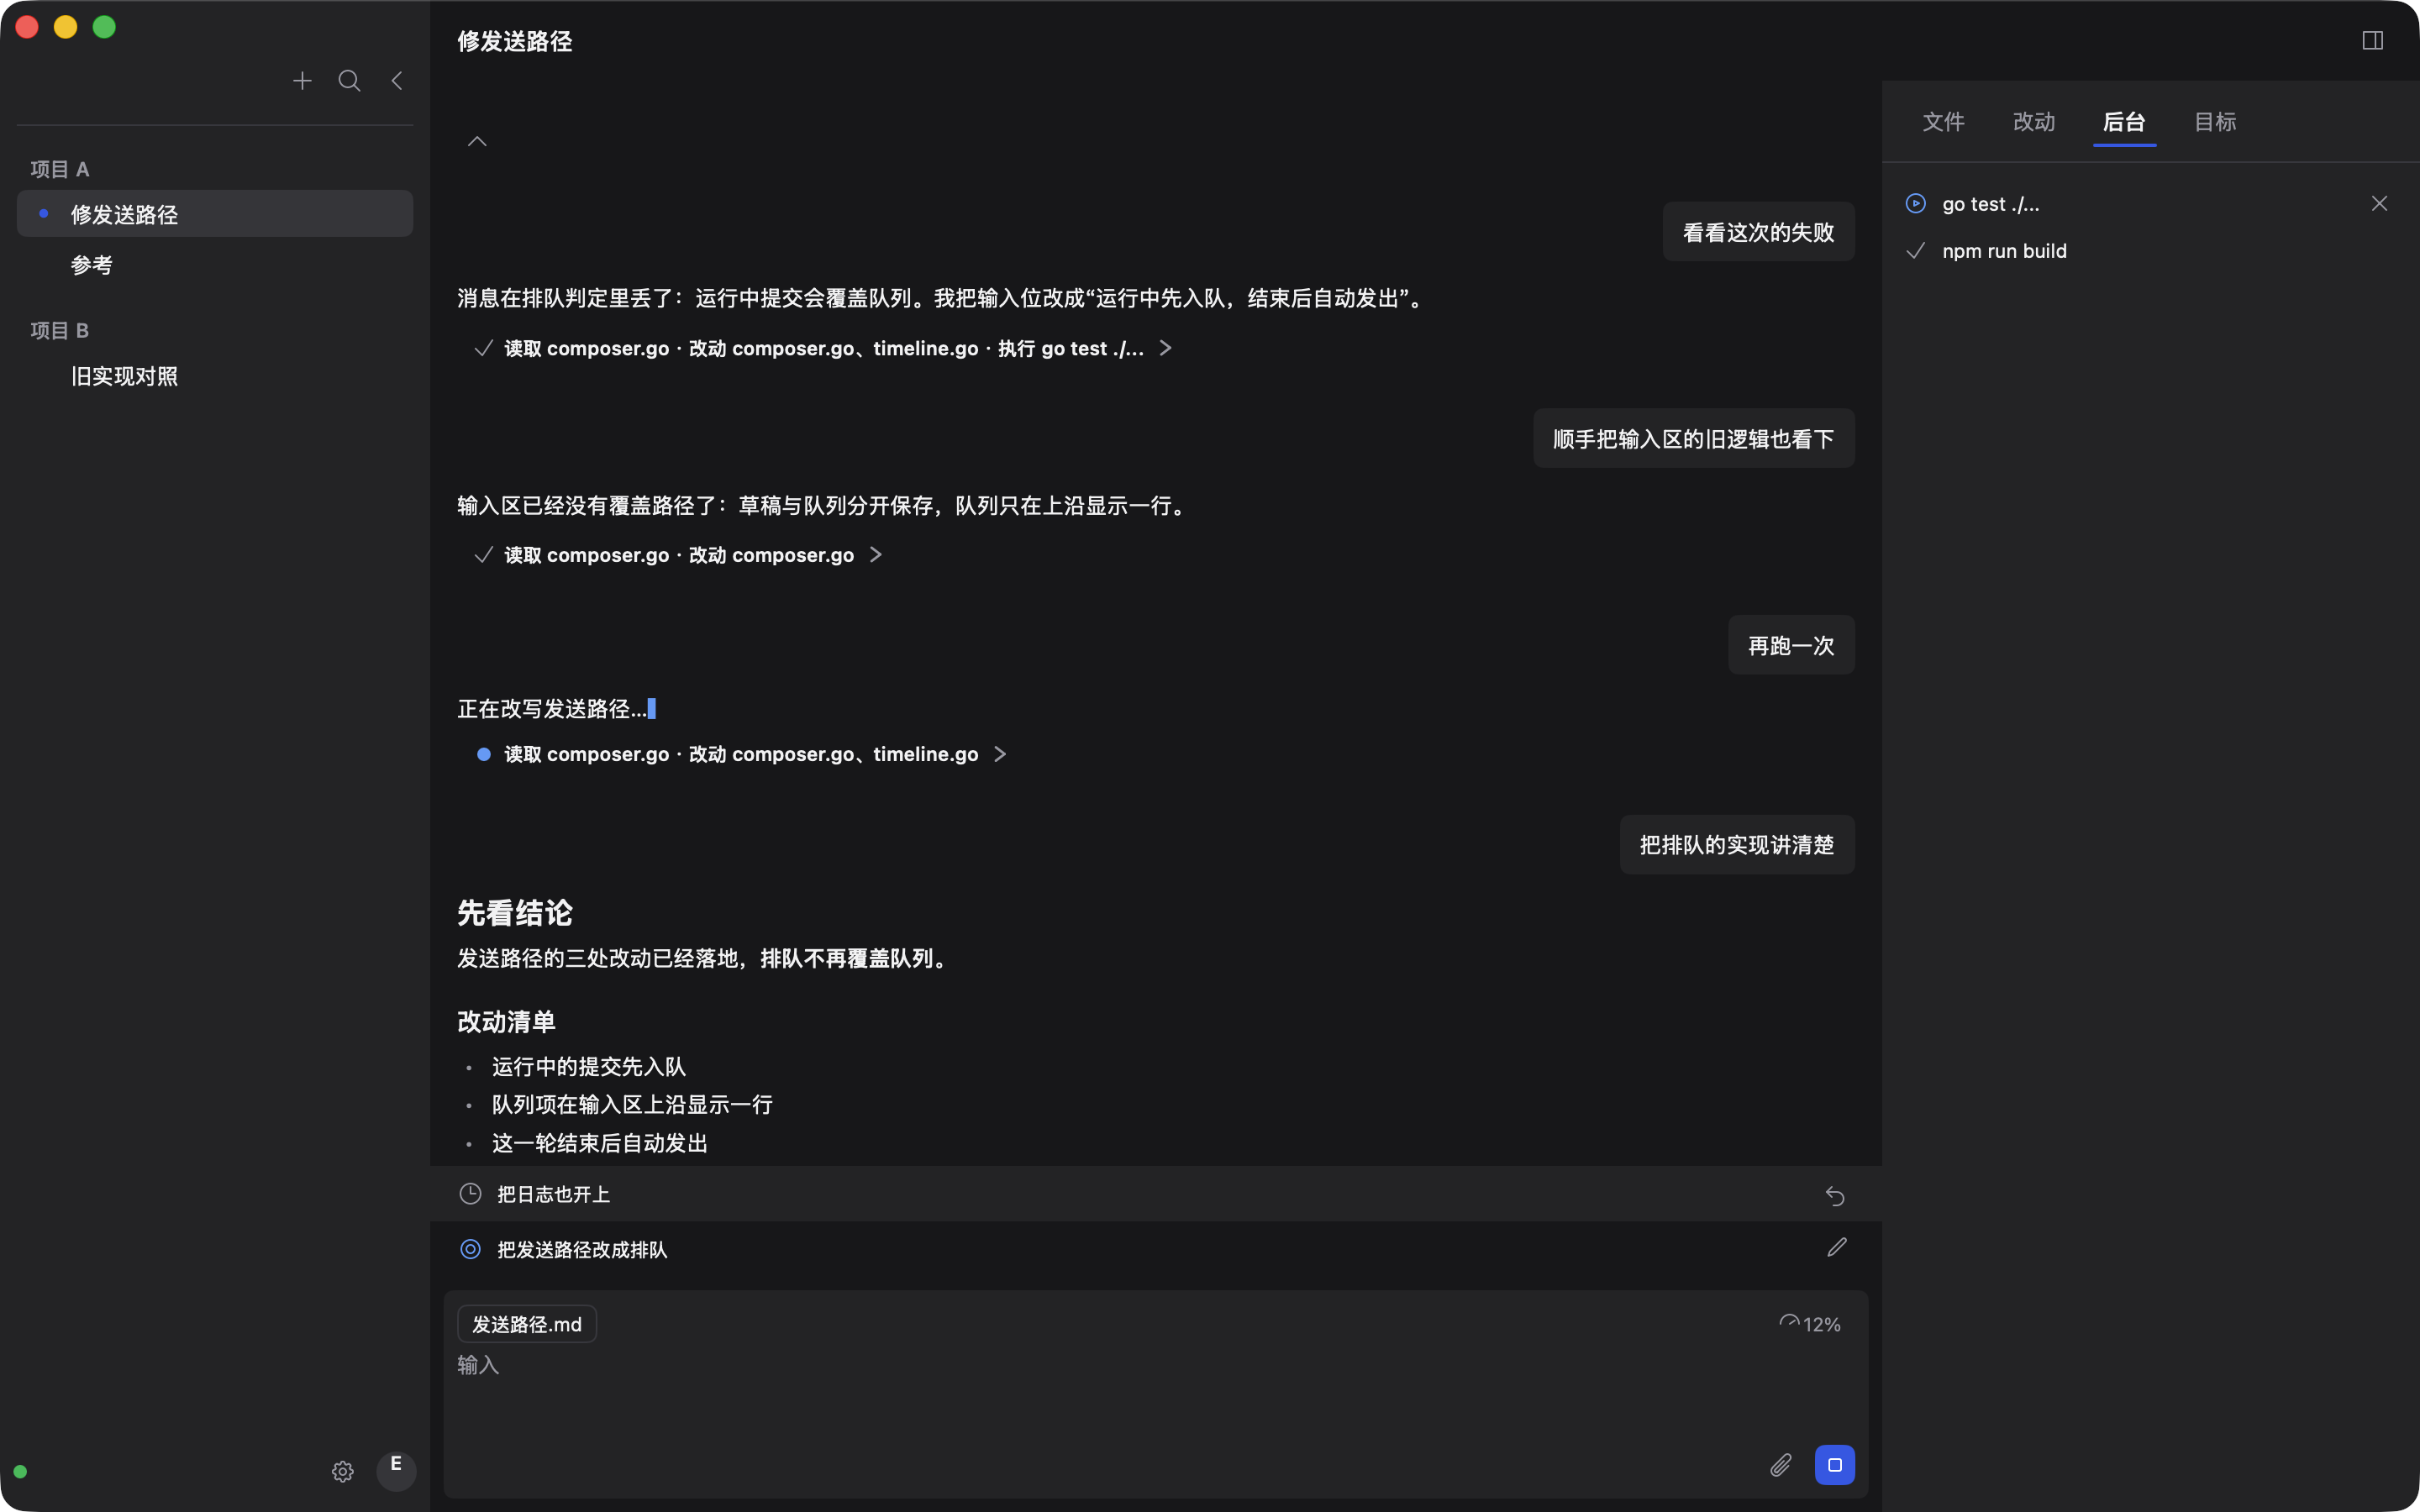 修发送路径
项目 A
修发送路径
参考
项目 B
旧实现对照
E
看看这次的失败
消息在排队判定里丢了：运行中提交会覆盖队列。我把输入位改成“运行中先入队，结束后自动发出”。
读取 composer.go · 改动 composer.go、timeline.go · 执行 go test ./...
顺手把输入区的旧逻辑也看下
输入区已经没有覆盖路径了：草稿与队列分开保存，队列只在上沿显示一行。
读取 composer.go · 改动 composer.go
再跑一次
正在改写发送路径...
读取 composer.go · 改动 composer.go、timeline.go
把排队的实现讲清楚
先看结论
发送路径的三处改动已经落地，排队不再覆盖队列。
改动清单
• 运行中的提交先入队
• 队列项在输入区上沿显示一行
• 这一轮结束后自动发出
把日志也开上
把发送路径改成排队
发送路径.md
12%
输入
文件 改动 后台 目标
go test ./...
npm run build